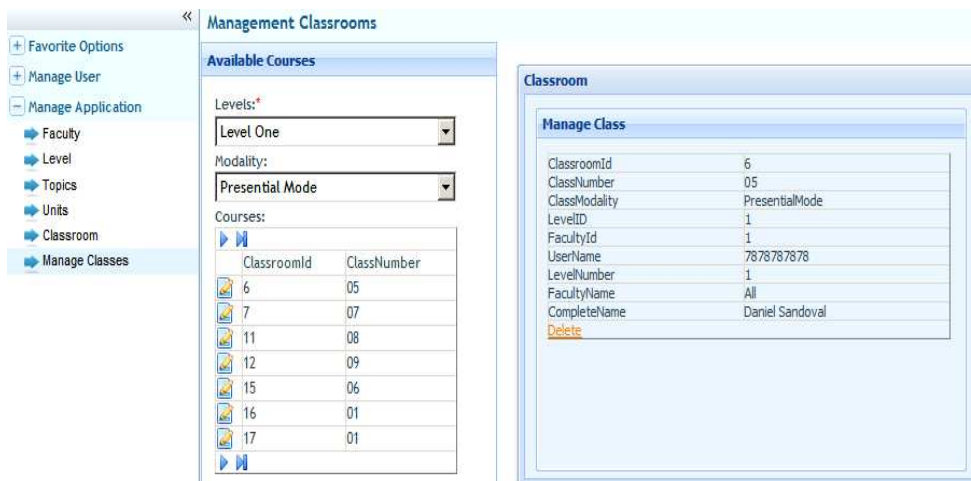 «
Favorite Options
Manage User
Manage Application
Faculty
Level
Topics
Units
Classroom
Manage Classes
Management Classrooms
Available Courses
Levels:*
Level One
Modality:
Presential Mode
Courses:
ClassroomId ClassNumber
6 05
7 07
11 08
12 09
15 06
16 01
17 01
Classroom
Manage Class
ClassroomId 6
ClassNumber 05
ClassModality PresentialMode
LevelID 1
FacultyId 1
UserName 7878787878
LevelNumber 1
FacultyName All
CompleteName Daniel Sandoval
Delete